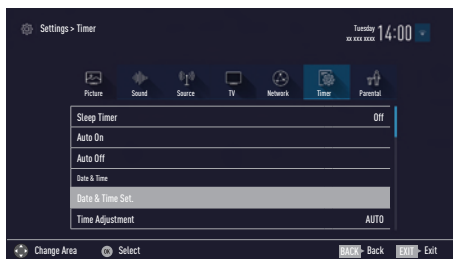 Settings > Timer
Tuesday
xx xxx xxxx
14:00
Picture Sound Source TV Network Timer Parental
Sleep Timer Off
Auto On
Auto Off
Date & Time
Date & Time Set.
Time Adjustment AUTO
Change Area OK Select BACK Back EXIT Exit